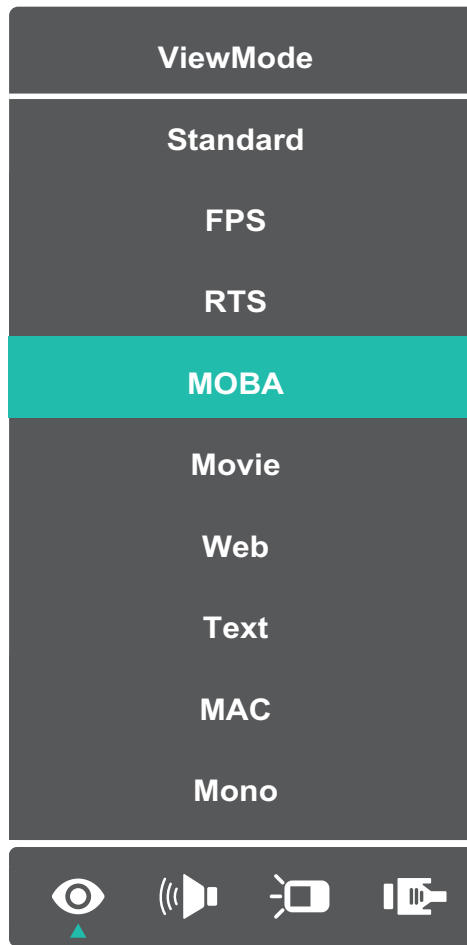 ViewMode
Standard
FPS
RTS
MOBA
Movie
Web
Text
MAC
Mono